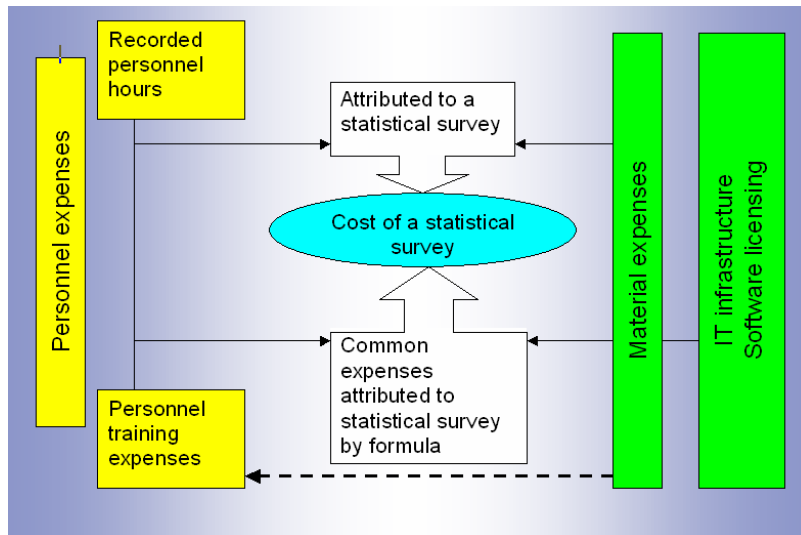 Personnel expenses
Recorded
personnel
hours
Personnel
training
expenses
Attributed to a
statistical survey
Cost of a statistical
survey
Common
expenses
attributed to
statistical survey
by formula
Material expenses
IT infrastructure
Software licensing